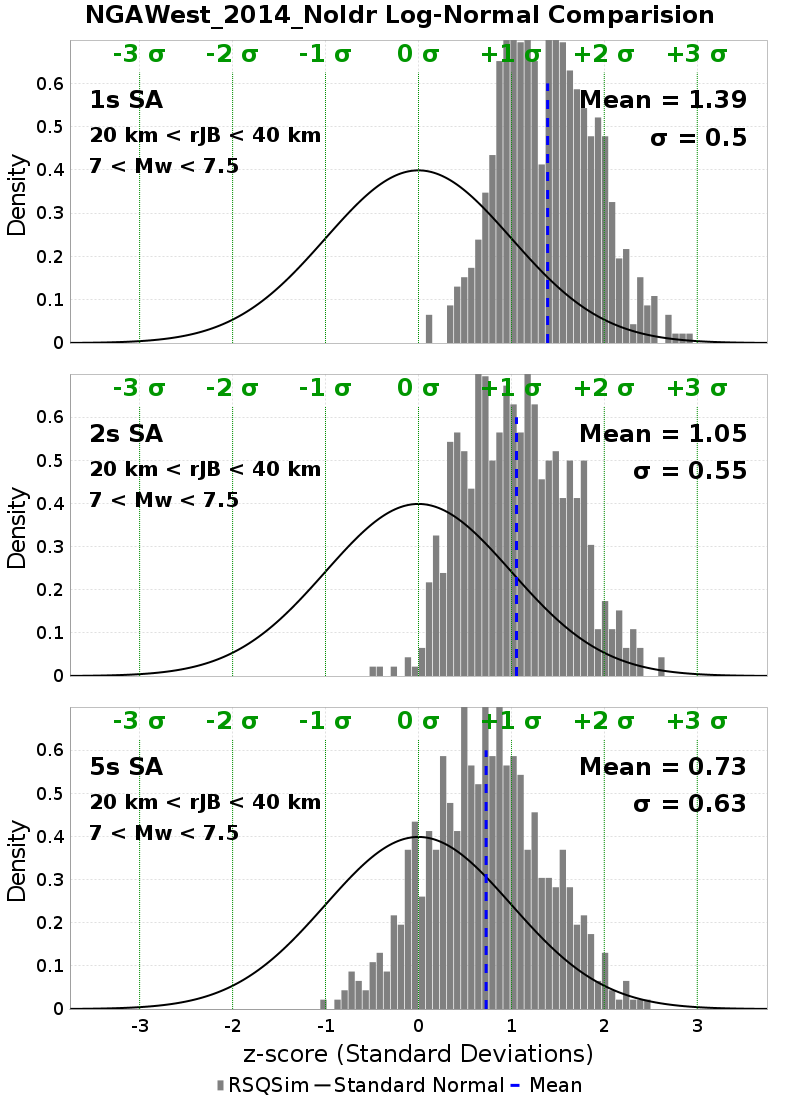 NGAWest_2014_NoIdr Log-Normal Comparision
-3 σ -2 σ -1 σ 0 σ +1 σ +2 σ +3 σ
1s SA
Mean = 1.39
20 km < rJB < 40 km
σ = 0.5
7 < Mw < 7.5
Density
0.6
0.5
0.4
0.3
0.2
0.1
0
-3 σ -2 σ -1 σ 0 σ +1 σ +2 σ +3 σ
2s SA
Mean = 1.05
20 km < rJB < 40 km
σ = 0.55
7 < Mw < 7.5
Density
0.6
0.5
0.4
0.3
0.2
0.1
0
-3 σ -2 σ -1 σ 0 σ +1 σ +2 σ +3 σ
5s SA
Mean = 0.73
20 km < rJB < 40 km
σ = 0.63
7 < Mw < 7.5
Density
0.6
0.5
0.4
0.3
0.2
0.1
0
-3 -2 -1 0 1 2 3
z-score (Standard Deviations)
RSQSim Standard Normal Mean